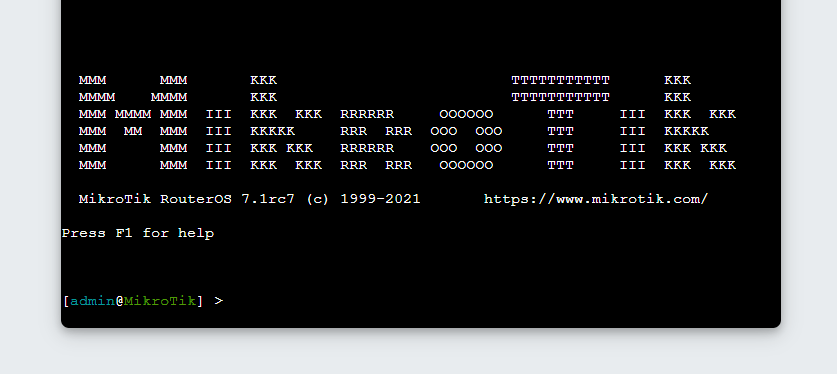 MMM      MMM       KKK                          TTTTTTTTTTT      KKK
  MMMM    MMMM       KKK                          TTTTTTTTTTT      KKK
  MMM MMMM MMM  III  KKK  KKK  RRRRRR     OOOOOO      TTT     III  KKK  KKK
  MMM  MM  MMM  III  KKKKK     RRR  RRR  OOO  OOO     TTT     III  KKKKK
  MMM      MMM  III  KKK KKK   RRRRRR    OOO  OOO     TTT     III  KKK KKK
  MMM      MMM  III  KKK  KKK  RRR  RRR   OOOOOO      TTT     III  KKK  KKK
  MikroTik RouterOS 7.1rc7 (c) 1999-2021       https://www.mikrotik.com/
Press F1 for help
[admin@MikroTik] >